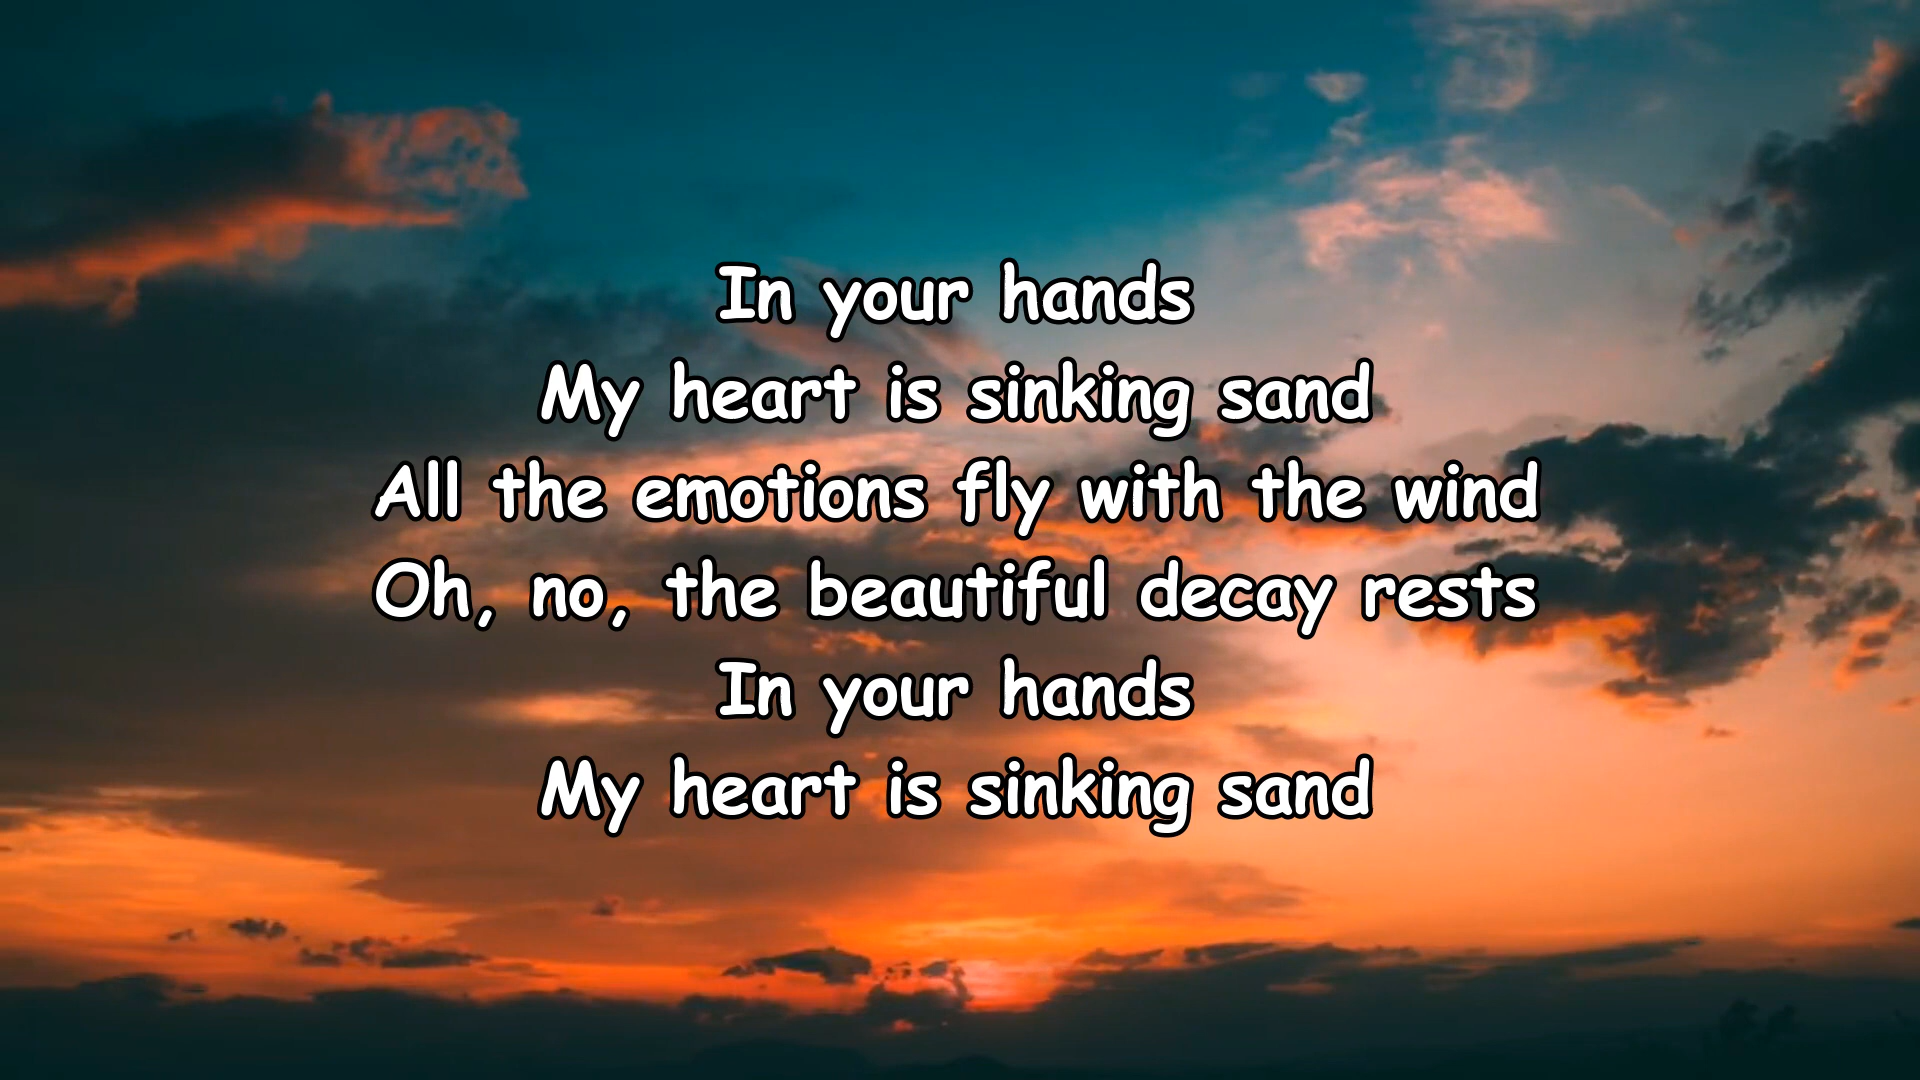 In your hands
My heart is sinking sand
All the emotions fly with the wind
Oh, no, the beautiful decay rests
In your hands
My heart is sinking sand